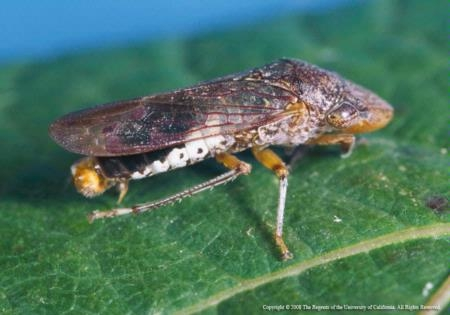 Copyright © 2008 The Regents of the University of California. All Rights Reserved.